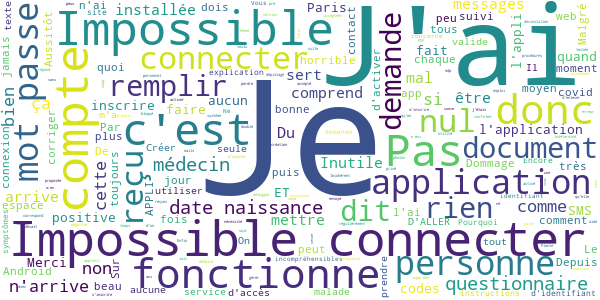 Impossible
J'ai
Je
Impossible connecter
mot passe
compte
connecter
remplir
c'est
reçu
application
fonctionne
personne
document
donc
Pas
nul
rien
dit
demande
médecin
date naissance
questionnaire
n'arrive
installée
n'ai
dois
Paris
contact
messages
peu
suivi
tous
web
Malgré
site
texte
Aussitôt
jamais
bien
connexion
ça
corriger
quoi
explication
horrible
sert
comprend
d'activer
fait
valide
chaque
l'appli
Il
quand
moment
moyen
covid
app
si
être
mal
l'application
Dommage
Encore
très
inscrire
aucun
faire
bonne
Du
seule
m'a
Par
plus
De
cette
toujours
Créer
jour
utiliser
APPLI
ET
puis
Inutile
arrive
espace
positive
fois
mettre
l'ai
D'ALLER
Pourquoi
comme
comment
SMS
identifiant
symptômes
Android
Merci
non
Sur
On
peut
incompréhensibles
tout
Le
Depuis
beau
aucune
service
d'accès
malade
prendre
codes
instructions
d'identifiant
Vous